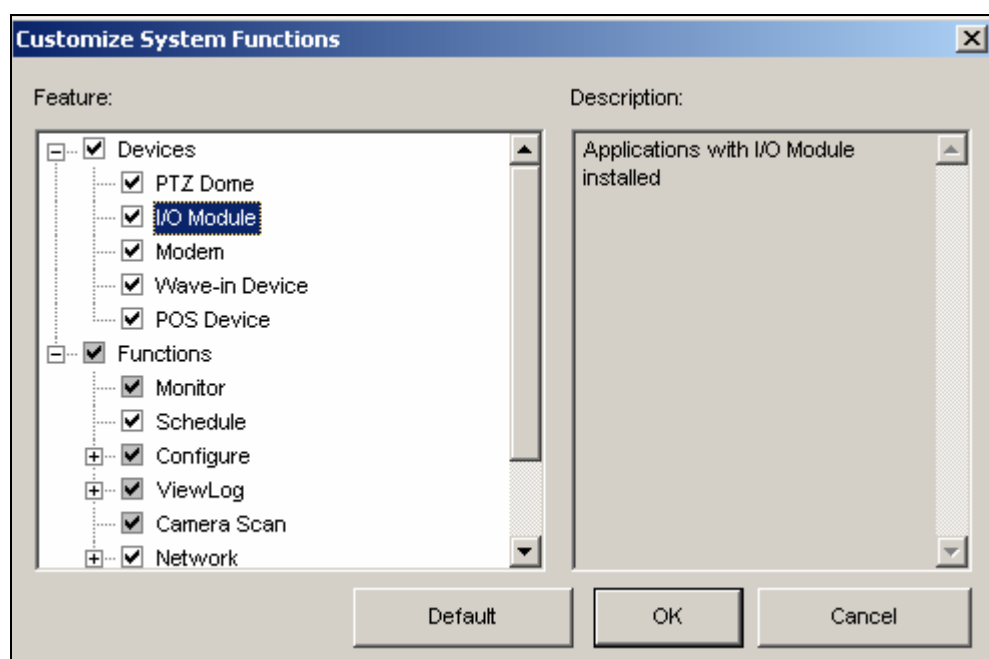 Customize System Functions
Feature:
Description:
Devices
PTZ Dome
I/O Module
Modem
Wave-in Device
POS Device
Functions
Monitor
Schedule
Configure
ViewLog
Camera Scan
Network
Applications with I/O Module
installed
Default
OK
Cancel